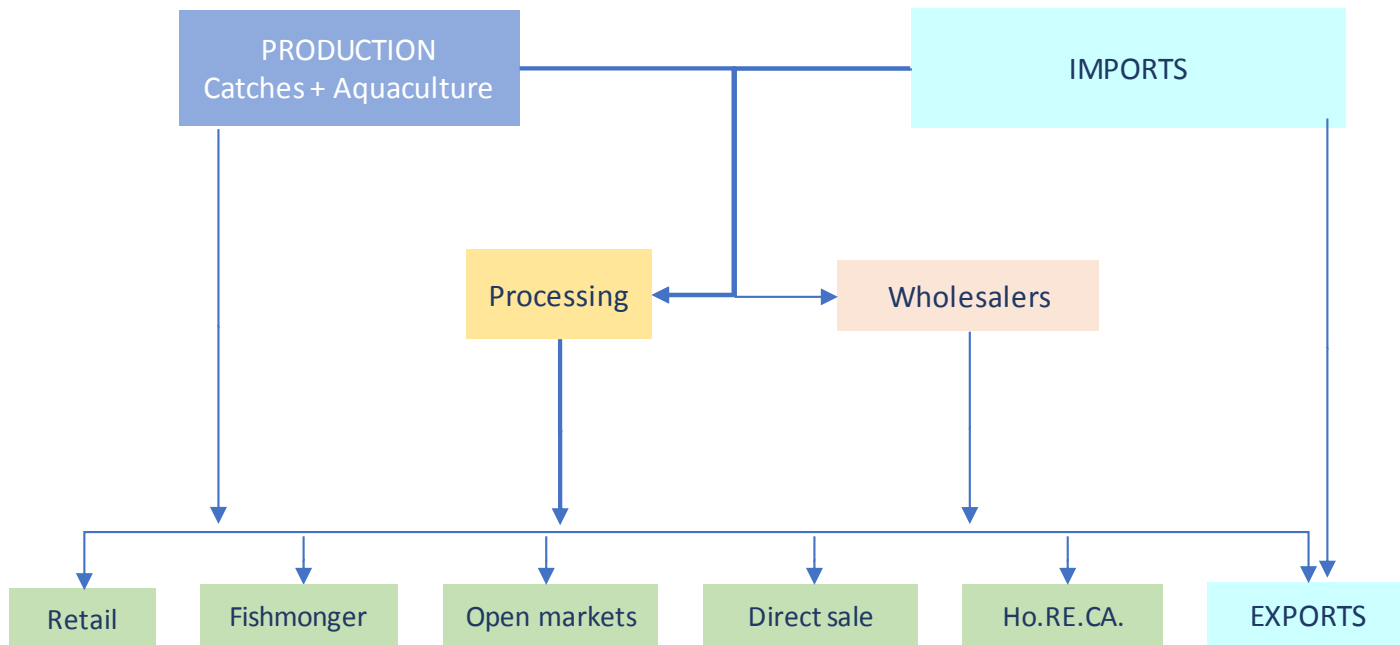 PRODUCTION
Catches + Aquaculture
IMPORTS
Processing
Wholesalers
Retail
Fishmonger
Open markets
Direct sale
Ho.RE.CA.
EXPORTS